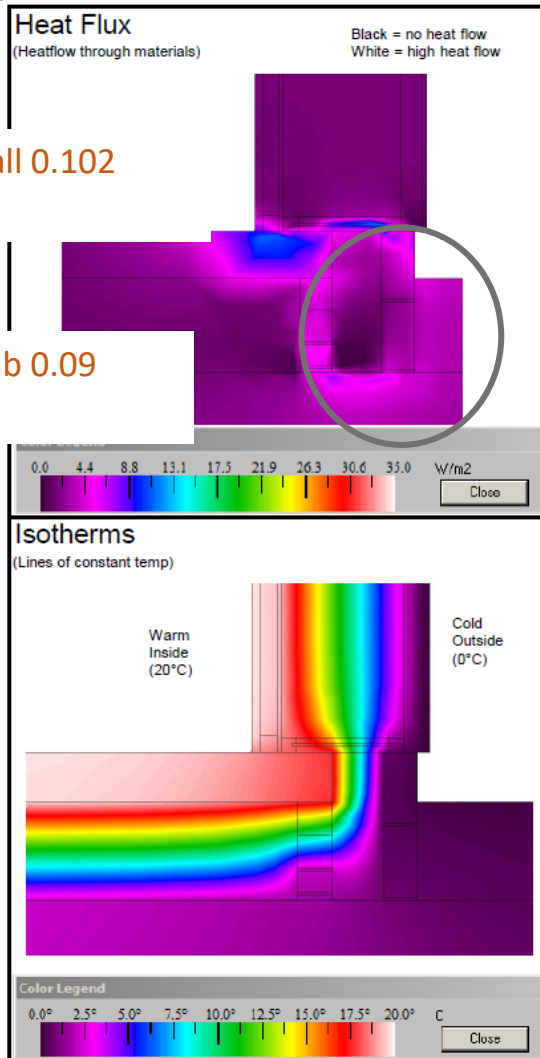 Heat Flux
(Heatflow through materials)
Black = no heat flow
White = high heat flow
all 0.102
b 0.09
0.0 4.4 8.8 13.1 17.5 21.9 26.3 30.6 35.0 W/m2
Close
Isotherms
(Lines of constant temp)
Warm
Inside
(20°C)
Cold
Outside
(0°C)
Color Legend
0.0° 2.5° 5.0° 7.5° 10.0° 12.5° 15.0° 17.5° 20.0° C
Close